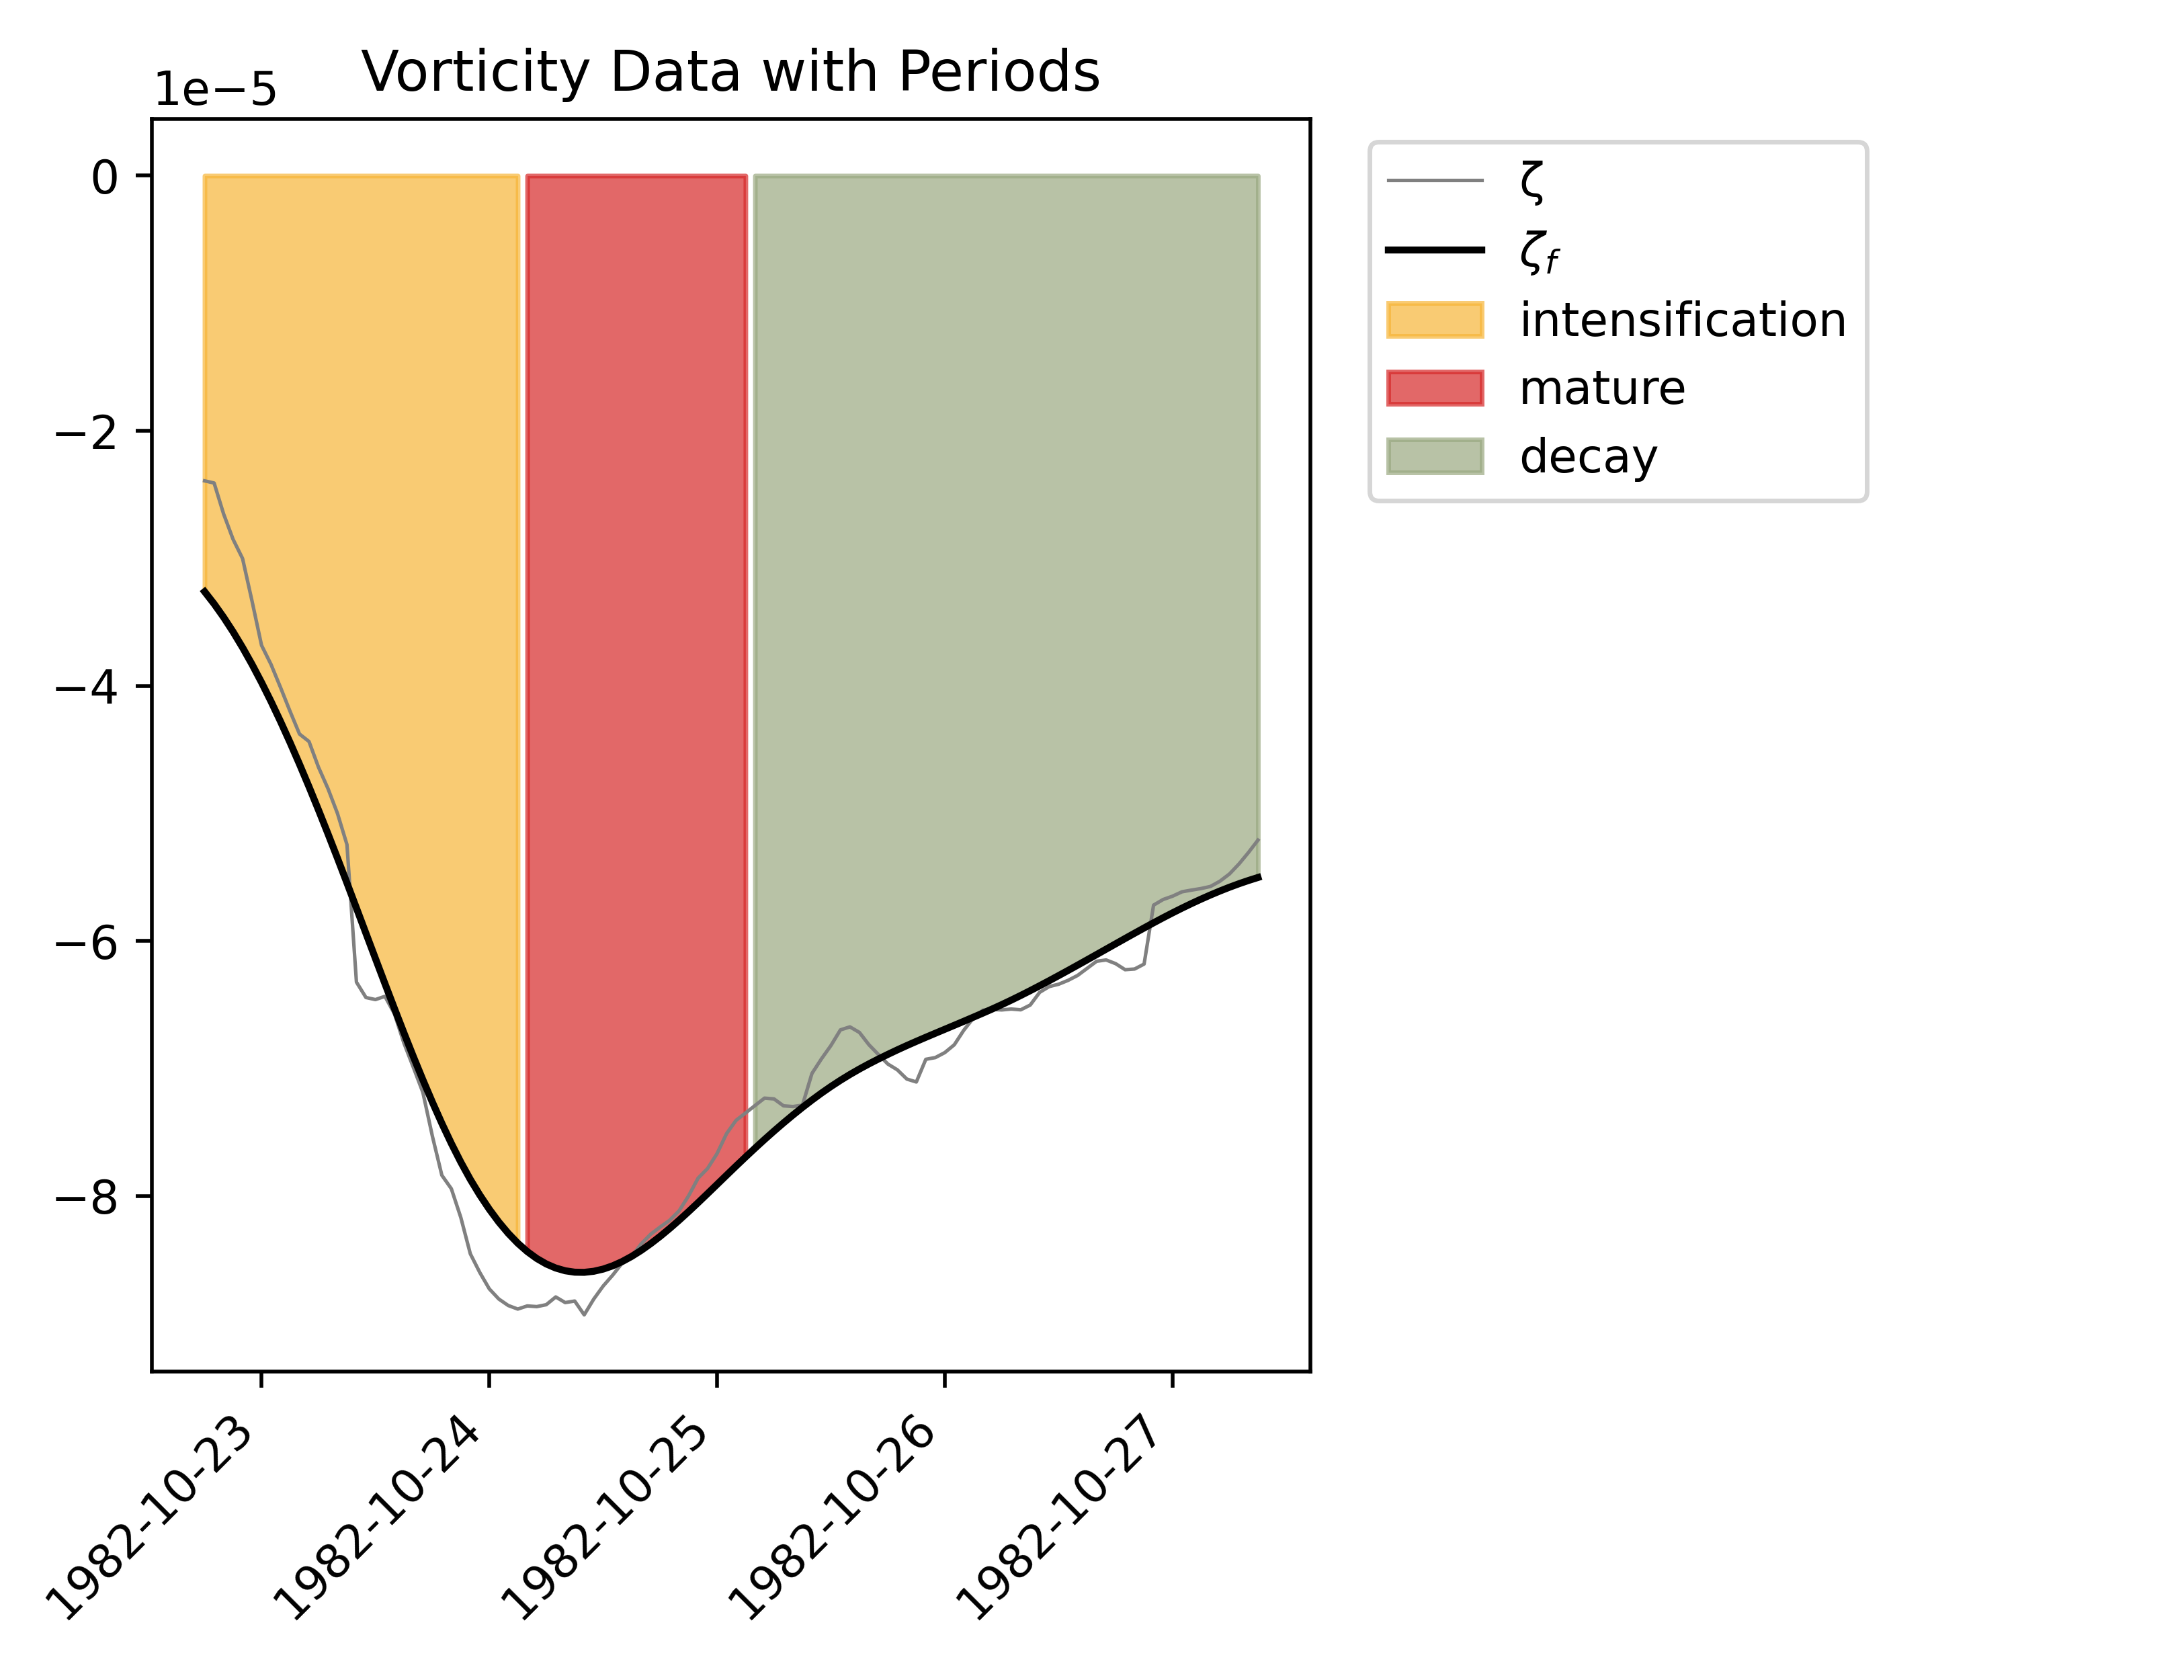 Vorticity Data with Periods
1e−5
0
−2
−4
−6
−8
1982-10-23
1982-10-24
1982-10-25
1982-10-26
1982-10-27
ζ
ζf
intensification
mature
decay